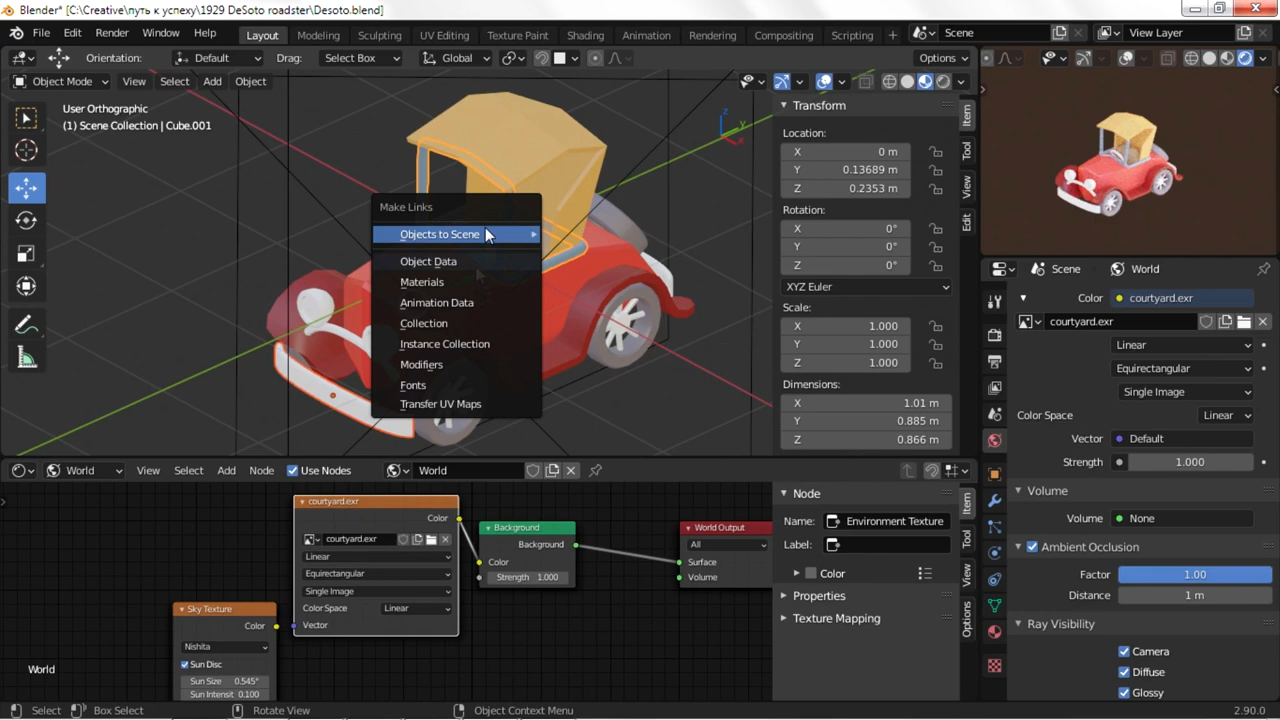 Blender* [C:\Creative\путь к успеху\1929 DeSoto roadster\Desoto.blend]
File Edit Render Window Help Layout Modeling Sculpting UV Editing Texture Paint Shading Animation Rendering Compositing Scripting + Scene View Layer
Orientation: Default Drag: Select Box Global Options
Object Mode View Select Add Object
User Orthographic
(1) Scene Collection | Cube.001
Z
Y
X
Make Links
Objects to Scene
Object Data
Materials
Animation Data
Collection
Instance Collection
Modifiers
Fonts
Transfer UV Maps
Transform
Location:
X 0 m
Y 0.13689 m
Z 0.2353 m
Rotation:
X 0°
Y 0°
Z 0°
XYZ Euler
Scale:
X 1.000
Y 1.000
Z 1.000
Dimensions:
X 1.01 m
Y 0.885 m
Z 0.866 m
Item
Tool
View
Edit
Scene World
Color courtyard.exr
courtyard.exr
Linear
Equirectangular
Single Image
Color Space Linear
Vector Default
Strength 1.000
Volume
Volume None
Ambient Occlusion
Factor 1.00
Distance 1 m
Ray Visibility
Camera
Diffuse
Glossy
World View Select Add Node Use Nodes World
courtyard.exr
Color
courtyard.exr
Linear
Equirectangular
Single Image
Color Space Linear
Vector
Background
Background
Color
Strength 1.000
World Output
All
Surface
Volume
Sky Texture
Color
Nishita
Sun Disc
Sun Size 0.545°
Sun Intensit 0.100
World
Node
Name: Environment Texture
Label:
Color
Properties
Texture Mapping
Item
Tool
View
Options
Select Box Select Rotate View Object Context Menu 2.90.0